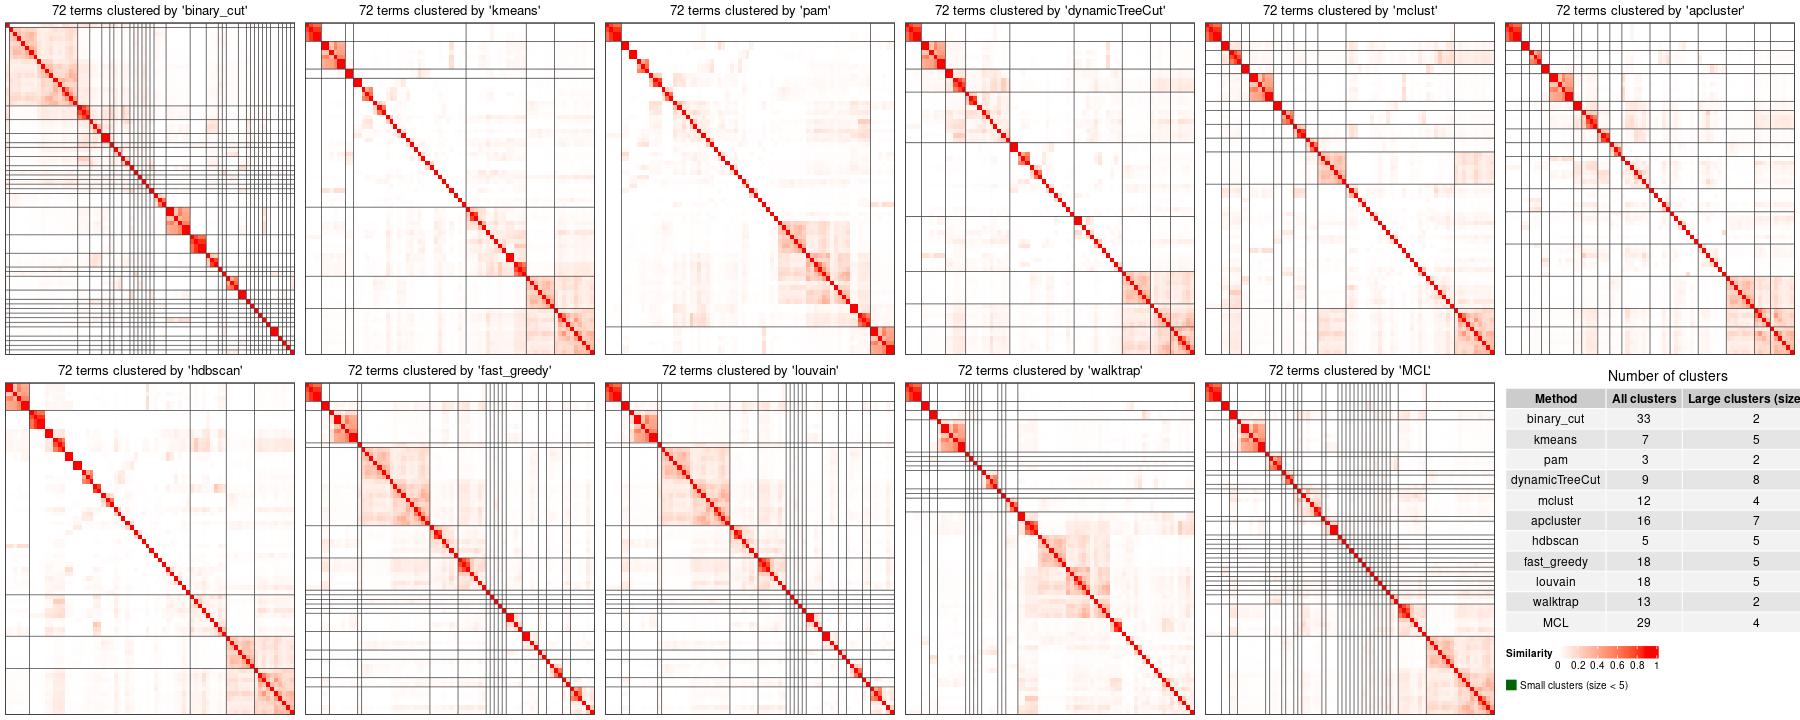 72 terms clustered by 'binary_cut'
72 terms clustered by 'kmeans'
72 terms clustered by 'pam'
72 terms clustered by 'dynamicTreeCut'
72 terms clustered by 'mclust'
72 terms clustered by 'apcluster'
72 terms clustered by 'hdbscan'
72 terms clustered by 'fast_greedy'
72 terms clustered by 'louvain'
72 terms clustered by 'walktrap'
72 terms clustered by 'MCL'
Number of clusters
Method All clusters Large clusters (size
binary_cut 33 2
kmeans 7 5
pam 3 2
dynamicTreeCut 9 8
mclust 12 4
apcluster 16 7
hdbscan 5 5
fast_greedy 18 5
louvain 18 5
walktrap 13 2
MCL 29 4
Similarity
0 0.2 0.4 0.6 0.8 1
Small clusters (size < 5)